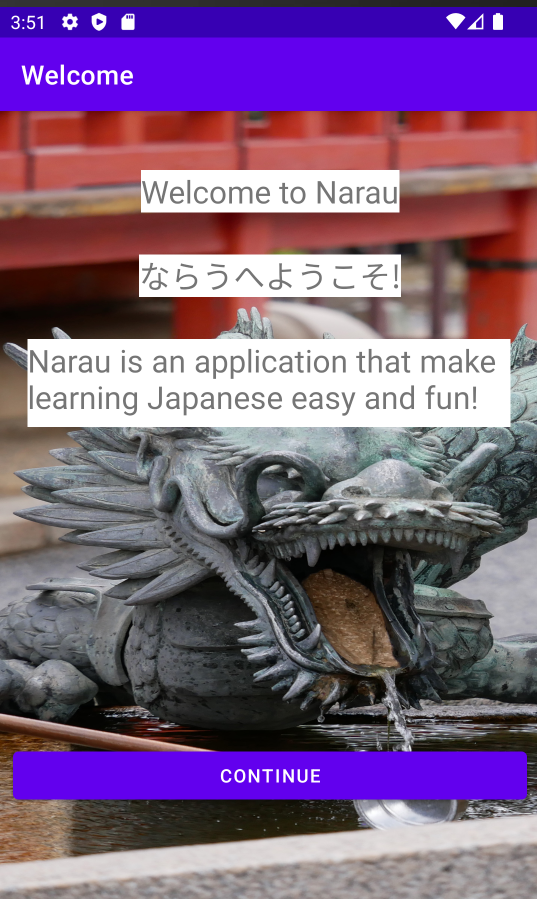 3:51
Welcome
Welcome to Narau
ならうへようこそ!
Narau is an application that make
learning Japanese easy and fun!
CONTINUE